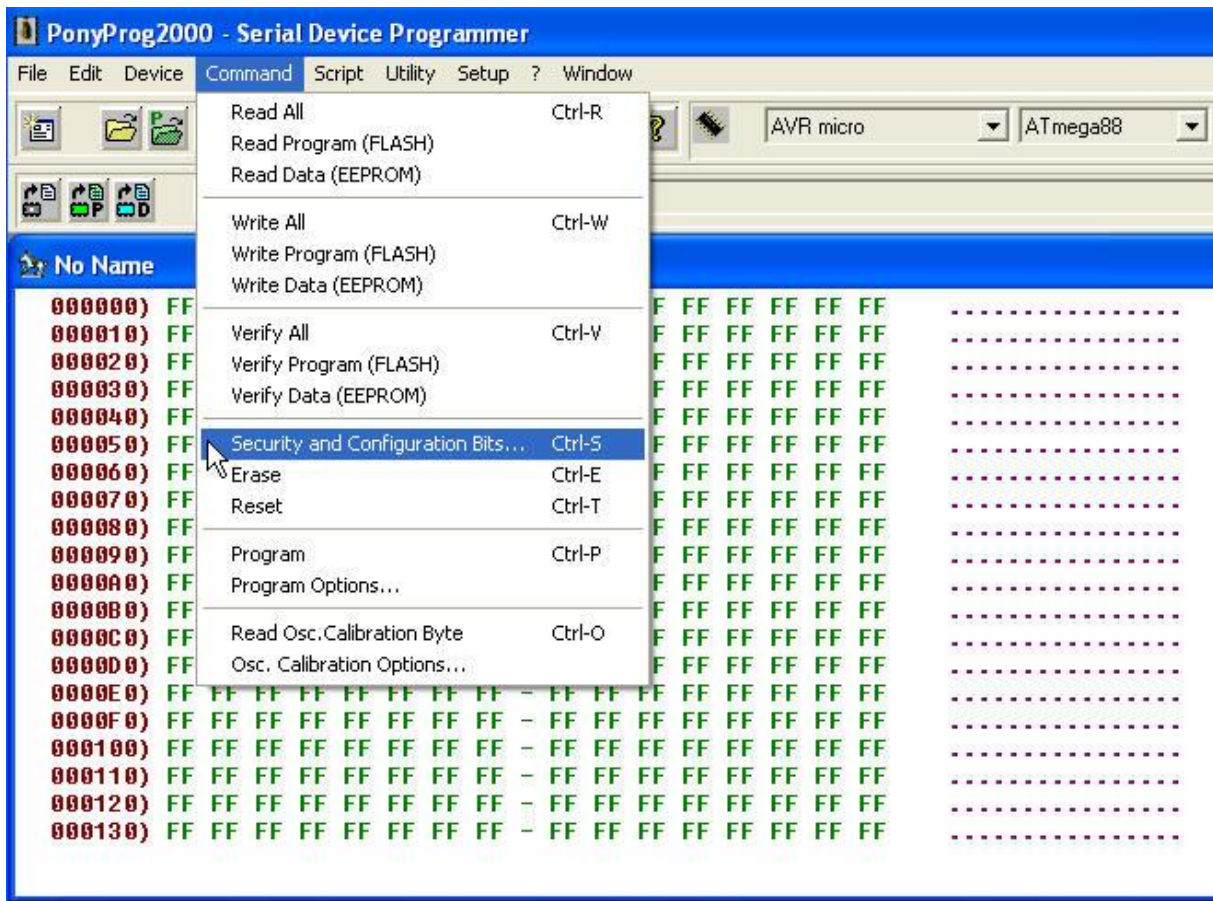 PonyProg2000 - Serial Device Programmer
File Edit Device Command Script Utility Setup ? Window
AVR micro ATmega88
Read All Ctrl-R
Read Program (FLASH)
Read Data (EEPROM)
Write All Ctrl-W
Write Program (FLASH)
Write Data (EEPROM)
Verify All Ctrl-V
Verify Program (FLASH)
Verify Data (EEPROM)
Security and Configuration Bits... Ctrl-S
Erase Ctrl-E
Reset Ctrl-T
Program Ctrl-P
Program Options...
Read Osc.Calibration Byte Ctrl-O
Osc. Calibration Options...
No Name
000000) FF FF FF FF FF FF ................
000010) FF FF FF FF FF FF ................
000020) FF FF FF FF FF FF ................
000030) FF FF FF FF FF FF ................
000040) FF FF FF FF FF FF ................
000050) FF FF FF FF FF FF ................
000060) FF FF FF FF FF FF ................
000070) FF FF FF FF FF FF ................
000080) FF FF FF FF FF FF ................
000090) FF FF FF FF FF FF ................
0000A0) FF FF FF FF FF FF ................
0000B0) FF FF FF FF FF FF ................
0000C0) FF FF FF FF FF FF ................
0000D0) FF FF FF FF FF FF ................
0000E0) FF FF FF FF FF FF FF FF - FF FF FF FF FF FF FF FF ................
0000F0) FF FF FF FF FF FF FF FF - FF FF FF FF FF FF FF FF ................
000100) FF FF FF FF FF FF FF FF - FF FF FF FF FF FF FF FF ................
000110) FF FF FF FF FF FF FF FF - FF FF FF FF FF FF FF FF ................
000120) FF FF FF FF FF FF FF FF - FF FF FF FF FF FF FF FF ................
000130) FF FF FF FF FF FF FF FF - FF FF FF FF FF FF FF FF ................